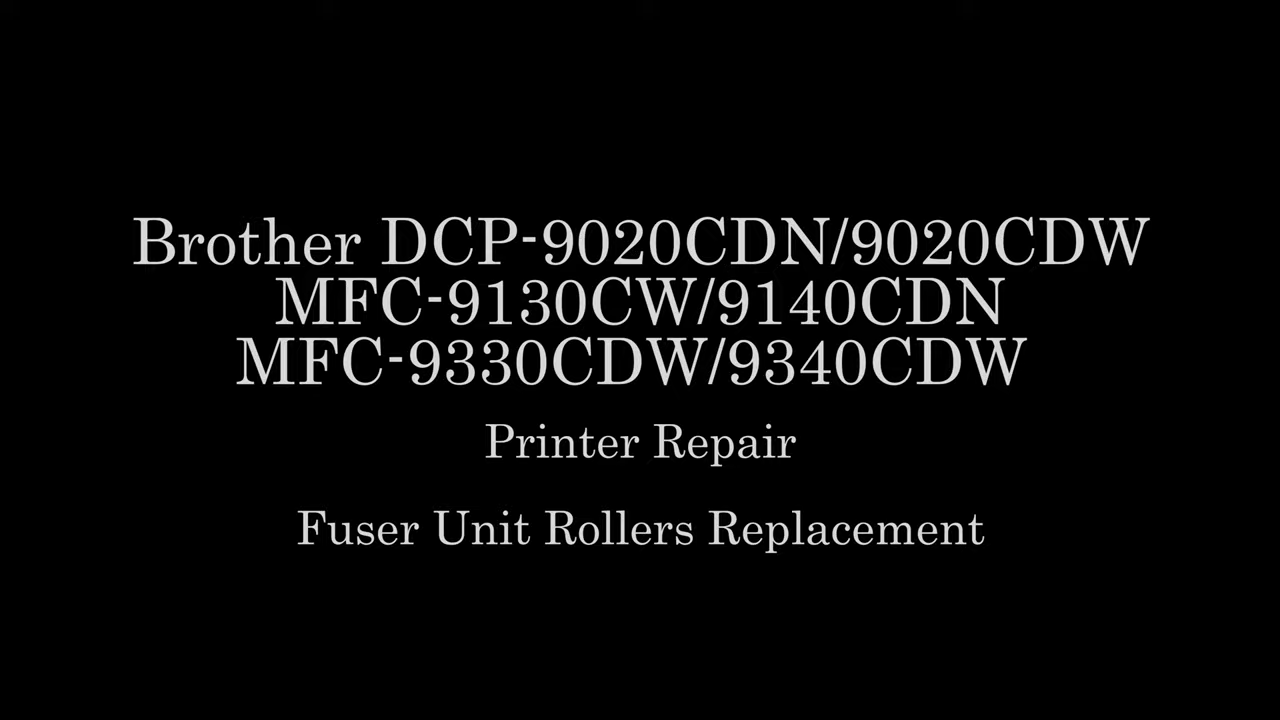 Brother DCP-9020CDN/9020CDW
MFC-9130CW/9140CDN
MFC-9330CDW/9340CDW
Printer Repair
Fuser Unit Rollers Replacement